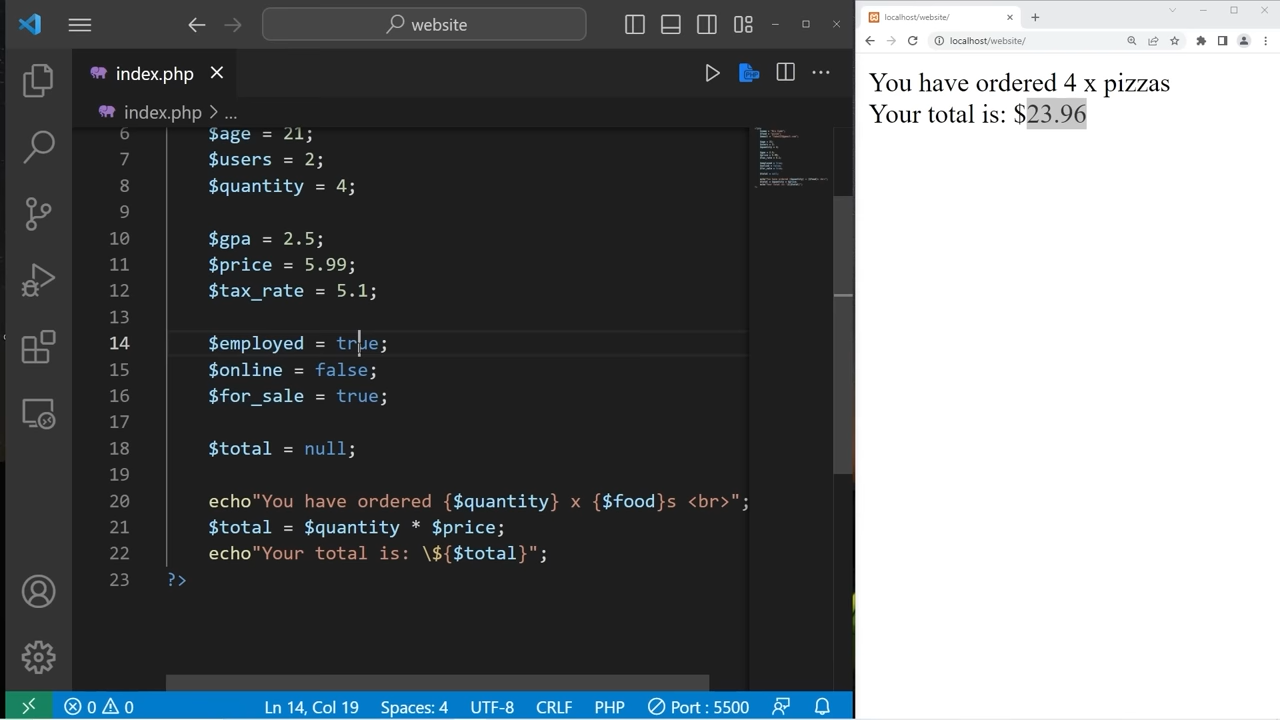 website
index.php
index.php > ...
6 $age = 21;
7 $users = 2;
8 $quantity = 4;
9
10 $gpa = 2.5;
11 $price = 5.99;
12 $tax_rate = 5.1;
13
14 $employed = true;
15 $online = false;
16 $for_sale = true;
17
18 $total = null;
19
20 echo"You have ordered {$quantity} x {$food}s <br>";
21 $total = $quantity * $price;
22 echo"Your total is: \${$total}";
23 ?>
0 0 Ln 14, Col 19 Spaces: 4 UTF-8 CRLF PHP Port : 5500
localhost/website/
localhost/website/
You have ordered 4 x pizzas
Your total is: $23.96